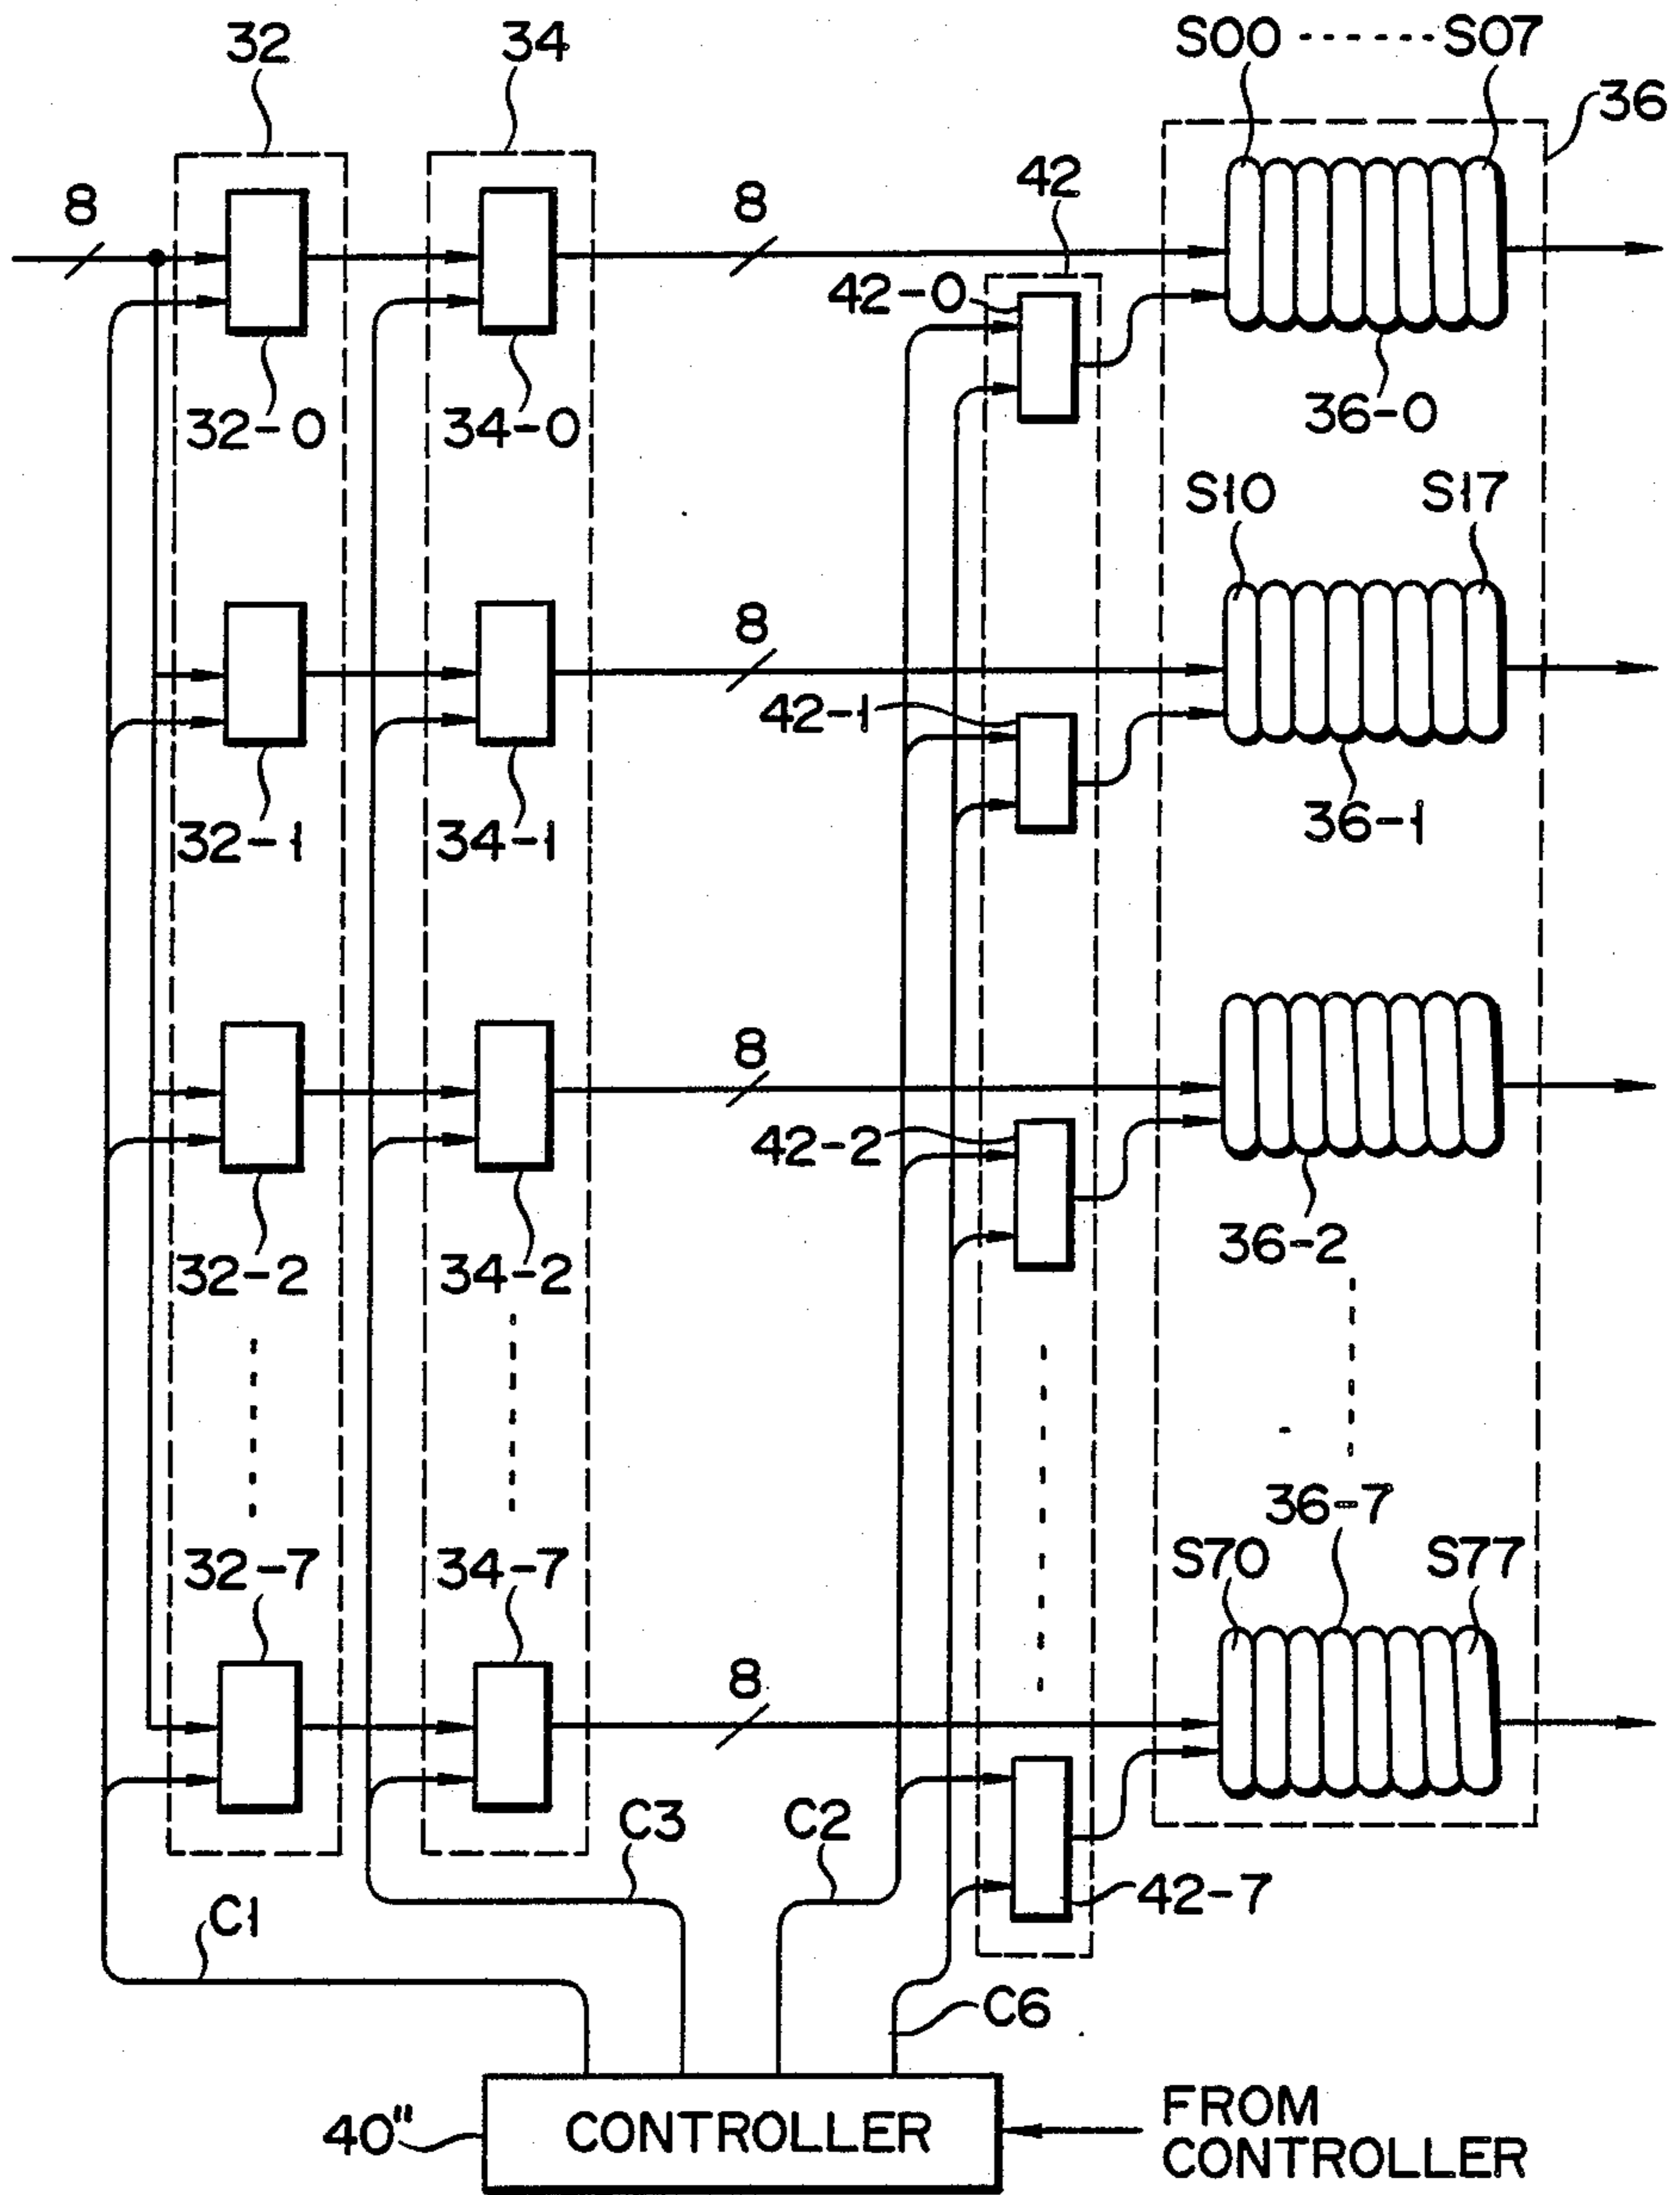 32 34 S00 ------ S07
36
8 8 42
42-0
32-0 34-0 36-0
S10 S17
8
42-1
32-1 34-1 36-1
8
42-2
32-2 34-2 36-2
36-7
32-7 34-7 S70 S77
8
C3 C2
42-7
C1
C6
40" CONTROLLER FROM
CONTROLLER